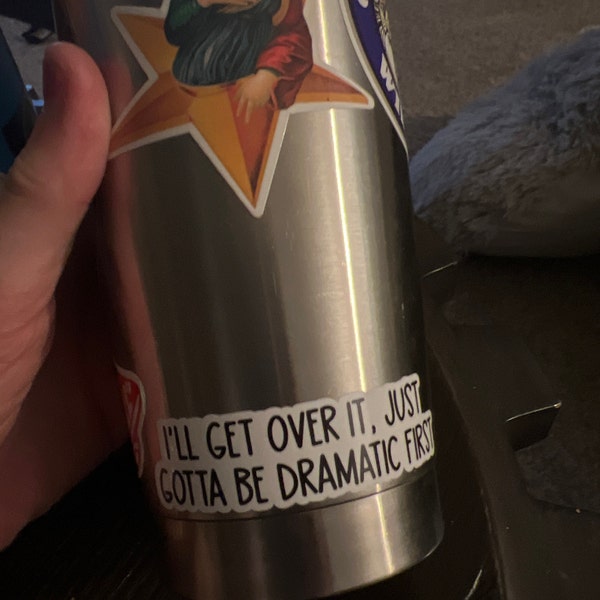 I'LL GET OVER IT, JUST
GOTTA BE DRAMATIC FIRST